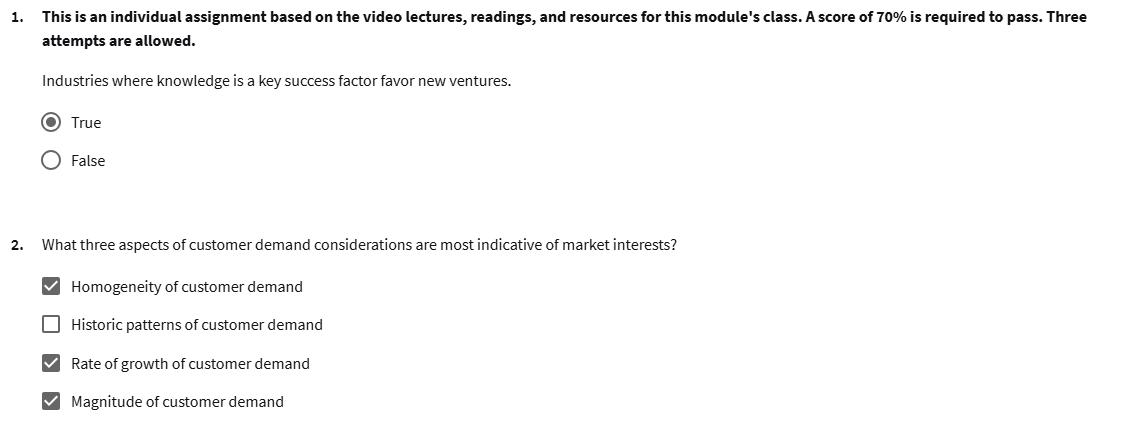 1. This is an individual assignment based on the video lectures, readings, and resources for this module's class. A score of 70% is required to pass. Three
attempts are allowed.
Industries where knowledge is a key success factor favor new ventures.
True
False
2. What three aspects of customer demand considerations are most indicative of market interests?
Homogeneity of customer demand
Historic patterns of customer demand
Rate of growth of customer demand
Magnitude of customer demand